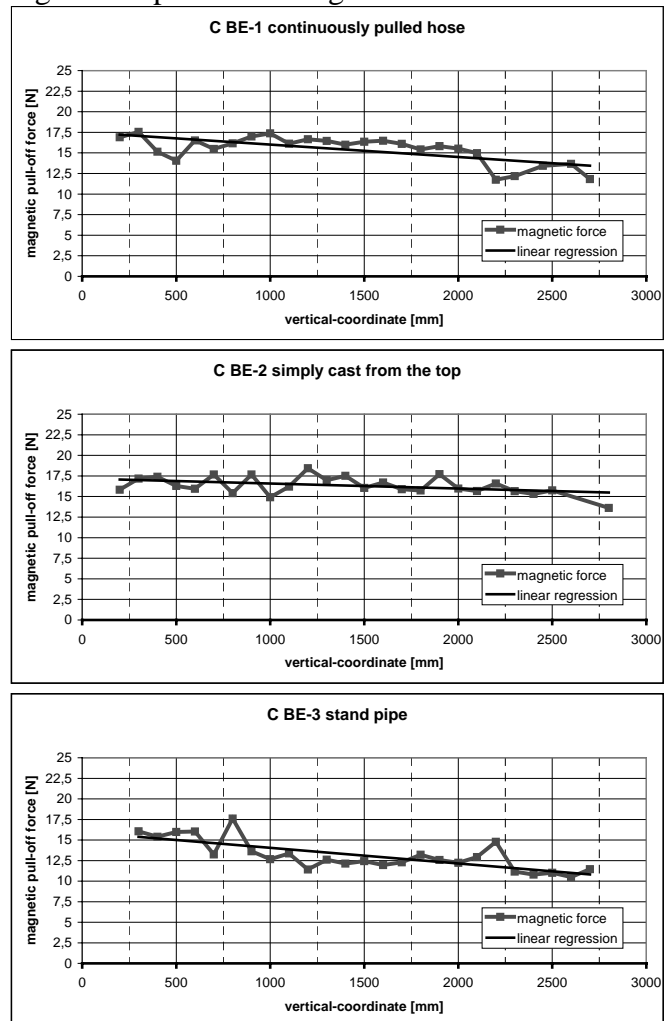 C BE-1 continuously pulled hose
magnetic pull-off force [N]
25
22,5
20
17,5
15
12,5
10
7,5
5
2,5
0
magnetic force
linear regression
0 500 1000 1500 2000 2500 3000
vertical-coordinate [mm]
C BE-2 simply cast from the top
magnetic pull-off force [N]
25
22,5
20
17,5
15
12,5
10
7,5
5
2,5
0
magnetic force
linear regression
0 500 1000 1500 2000 2500 3000
vertical-coordinate [mm]
C BE-3 stand pipe
magnetic pull-off force [N]
25
22,5
20
17,5
15
12,5
10
7,5
5
2,5
0
magnetic force
linear regression
0 500 1000 1500 2000 2500 3000
vertical-coordinate [mm]